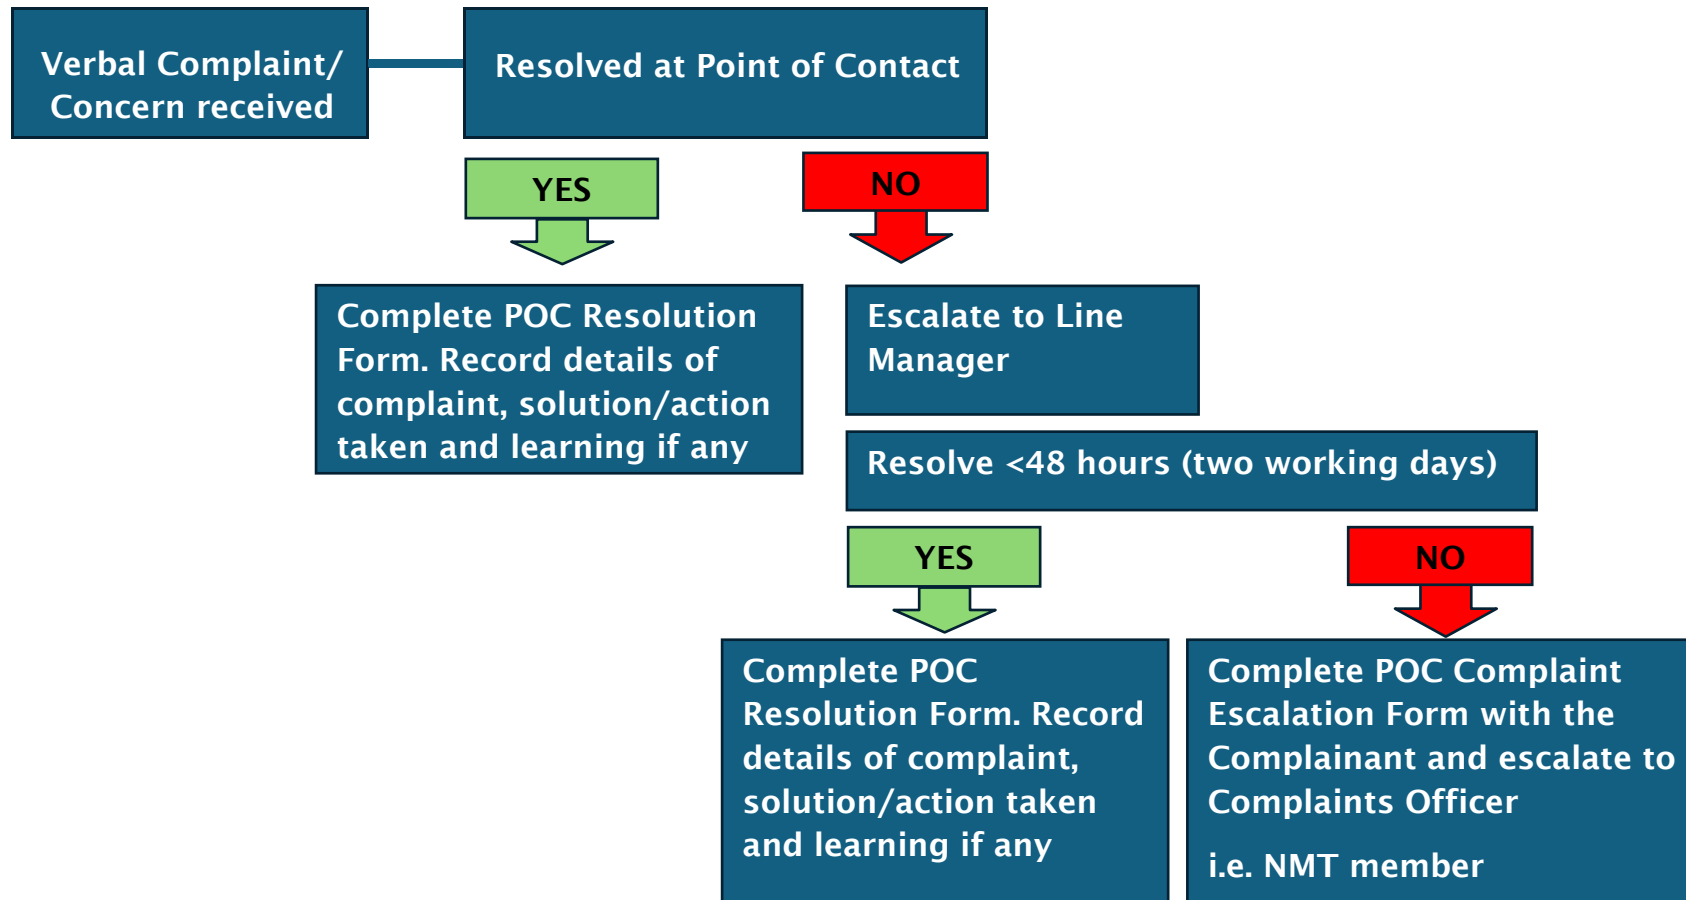 Verbal Complaint/
Concern received
Resolved at Point of Contact
YES
NO
Complete POC Resolution
Form. Record details of
complaint, solution/action
taken and learning if any
Escalate to Line
Manager
Resolve <48 hours (two working days)
YES
NO
Complete POC
Resolution Form. Record
details of complaint,
solution/action taken
and learning if any
Complete POC Complaint
Escalation Form with the
Complainant and escalate to
Complaints Officer
i.e. NMT member